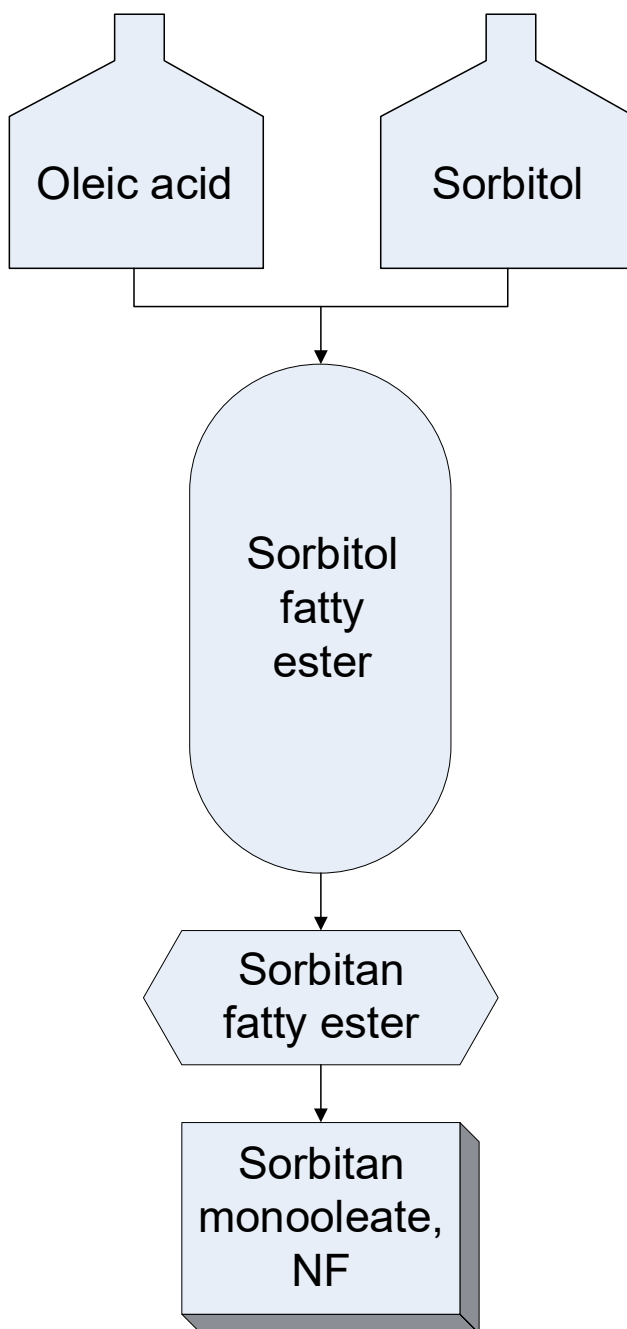 Oleic acid
Sorbitol
Sorbitol
fatty
ester
Sorbitan
fatty ester
Sorbitan
monooleate,
NF